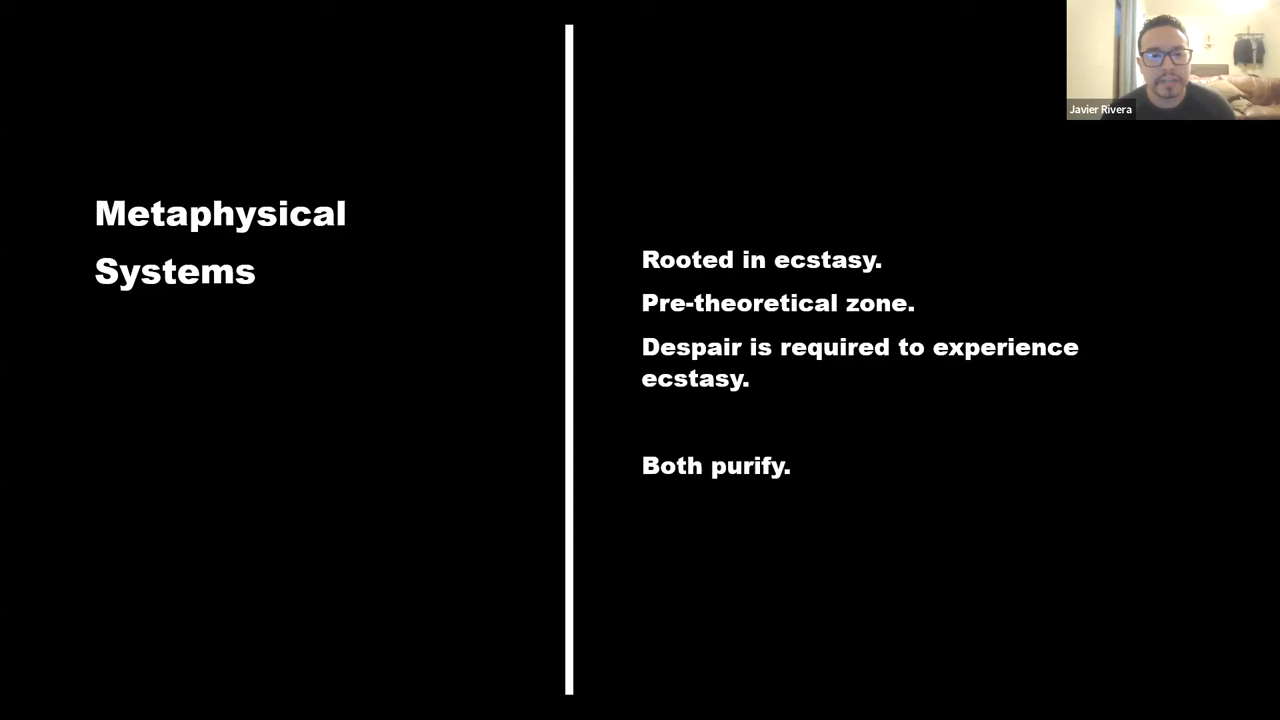 Javier Rivera
Metaphysical
Systems
Rooted in ecstasy.
Pre-theoretical zone.
Despair is required to experience
ecstasy.
Both purify.